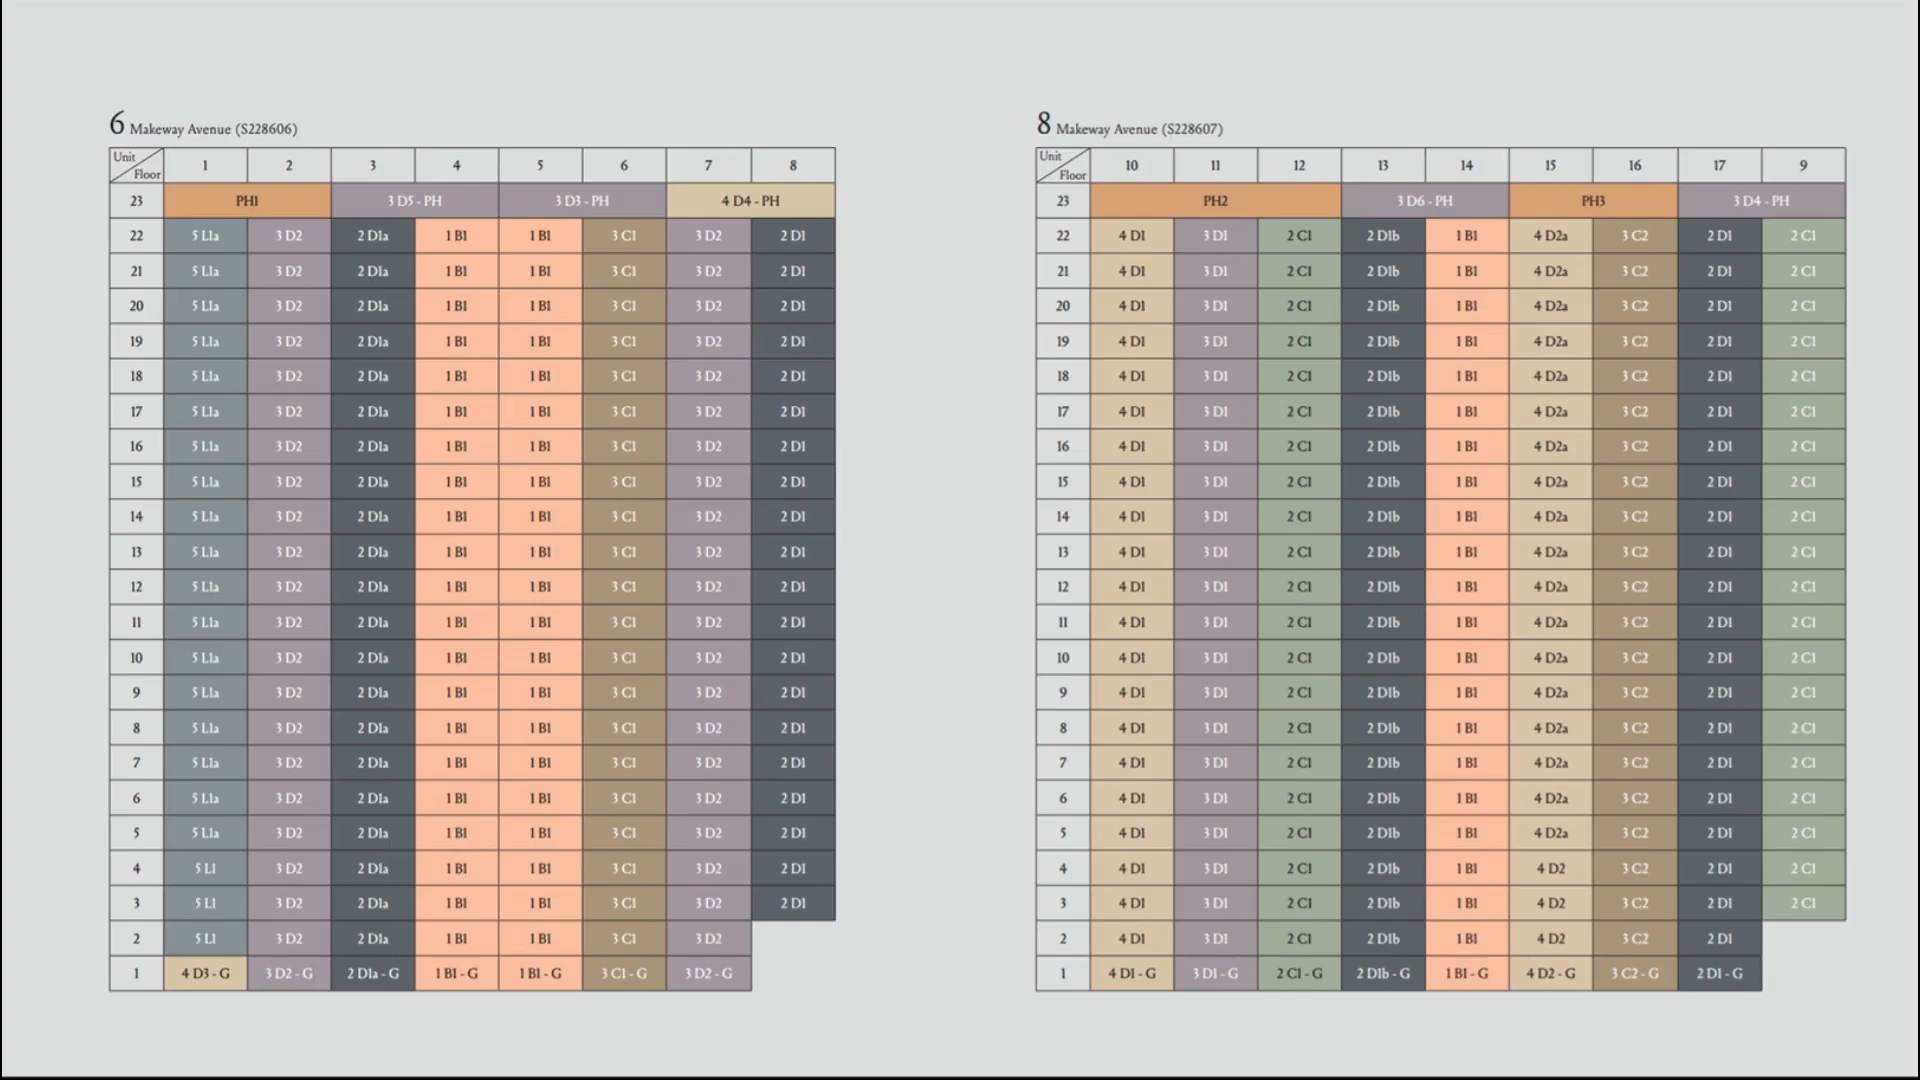 6 Makeway Avenue (S228606)
Unit Floor 1 2 3 4 5 6 7 8
23 PH1 3 D5 - PH 3 D3 - PH 4 D4 - PH
22 5 L1a 3 D2 2 D1a 1 B1 1 B1 3 C1 3 D2 2 D1
21 5 L1a 3 D2 2 D1a 1 B1 1 B1 3 C1 3 D2 2 D1
20 5 L1a 3 D2 2 D1a 1 B1 1 B1 3 C1 3 D2 2 D1
19 5 L1a 3 D2 2 D1a 1 B1 1 B1 3 C1 3 D2 2 D1
18 5 L1a 3 D2 2 D1a 1 B1 1 B1 3 C1 3 D2 2 D1
17 5 L1a 3 D2 2 D1a 1 B1 1 B1 3 C1 3 D2 2 D1
16 5 L1a 3 D2 2 D1a 1 B1 1 B1 3 C1 3 D2 2 D1
15 5 L1a 3 D2 2 D1a 1 B1 1 B1 3 C1 3 D2 2 D1
14 5 L1a 3 D2 2 D1a 1 B1 1 B1 3 C1 3 D2 2 D1
13 5 L1a 3 D2 2 D1a 1 B1 1 B1 3 C1 3 D2 2 D1
12 5 L1a 3 D2 2 D1a 1 B1 1 B1 3 C1 3 D2 2 D1
11 5 L1a 3 D2 2 D1a 1 B1 1 B1 3 C1 3 D2 2 D1
10 5 L1a 3 D2 2 D1a 1 B1 1 B1 3 C1 3 D2 2 D1
9 5 L1a 3 D2 2 D1a 1 B1 1 B1 3 C1 3 D2 2 D1
8 5 L1a 3 D2 2 D1a 1 B1 1 B1 3 C1 3 D2 2 D1
7 5 L1a 3 D2 2 D1a 1 B1 1 B1 3 C1 3 D2 2 D1
6 5 L1a 3 D2 2 D1a 1 B1 1 B1 3 C1 3 D2 2 D1
5 5 L1a 3 D2 2 D1a 1 B1 1 B1 3 C1 3 D2 2 D1
4 5 L1 3 D2 2 D1a 1 B1 1 B1 3 C1 3 D2 2 D1
3 5 L1 3 D2 2 D1a 1 B1 1 B1 3 C1 3 D2 2 D1
2 5 L1 3 D2 2 D1a 1 B1 1 B1 3 C1 3 D2
1 4 D3 - G 3 D2 - G 2 D1a - G 1 B1 - G 1 B1 - G 3 C1 - G 3 D2 - G
8 Makeway Avenue (S228607)
Unit Floor 10 11 12 13 14 15 16 17 9
23 PH2 3 D6 - PH PH3 3 D4 - PH
22 4 D1 3 D1 2 C1 2 D1b 1 B1 4 D2a 3 C2 2 D1 2 C1
21 4 D1 3 D1 2 C1 2 D1b 1 B1 4 D2a 3 C2 2 D1 2 C1
20 4 D1 3 D1 2 C1 2 D1b 1 B1 4 D2a 3 C2 2 D1 2 C1
19 4 D1 3 D1 2 C1 2 D1b 1 B1 4 D2a 3 C2 2 D1 2 C1
18 4 D1 3 D1 2 C1 2 D1b 1 B1 4 D2a 3 C2 2 D1 2 C1
17 4 D1 3 D1 2 C1 2 D1b 1 B1 4 D2a 3 C2 2 D1 2 C1
16 4 D1 3 D1 2 C1 2 D1b 1 B1 4 D2a 3 C2 2 D1 2 C1
15 4 D1 3 D1 2 C1 2 D1b 1 B1 4 D2a 3 C2 2 D1 2 C1
14 4 D1 3 D1 2 C1 2 D1b 1 B1 4 D2a 3 C2 2 D1 2 C1
13 4 D1 3 D1 2 C1 2 D1b 1 B1 4 D2a 3 C2 2 D1 2 C1
12 4 D1 3 D1 2 C1 2 D1b 1 B1 4 D2a 3 C2 2 D1 2 C1
11 4 D1 3 D1 2 C1 2 D1b 1 B1 4 D2a 3 C2 2 D1 2 C1
10 4 D1 3 D1 2 C1 2 D1b 1 B1 4 D2a 3 C2 2 D1 2 C1
9 4 D1 3 D1 2 C1 2 D1b 1 B1 4 D2a 3 C2 2 D1 2 C1
8 4 D1 3 D1 2 C1 2 D1b 1 B1 4 D2a 3 C2 2 D1 2 C1
7 4 D1 3 D1 2 C1 2 D1b 1 B1 4 D2a 3 C2 2 D1 2 C1
6 4 D1 3 D1 2 C1 2 D1b 1 B1 4 D2a 3 C2 2 D1 2 C1
5 4 D1 3 D1 2 C1 2 D1b 1 B1 4 D2a 3 C2 2 D1 2 C1
4 4 D1 3 D1 2 C1 2 D1b 1 B1 4 D2 3 C2 2 D1 2 C1
3 4 D1 3 D1 2 C1 2 D1b 1 B1 4 D2 3 C2 2 D1 2 C1
2 4 D1 3 D1 2 C1 2 D1b 1 B1 4 D2 3 C2 2 D1
1 4 D1 - G 3 D1 - G 2 C1 - G 2 D1b - G 1 B1 - G 4 D2 - G 3 C2 - G 2 D1 - G